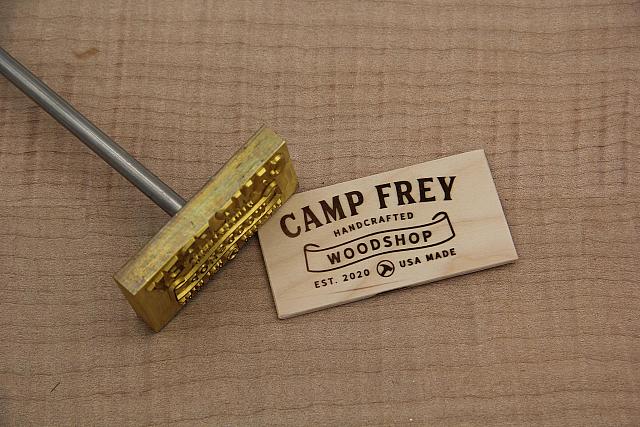 CAMP FREY
HANDCRAFTED
WOODSHOP
EST. 2020 USA MADE